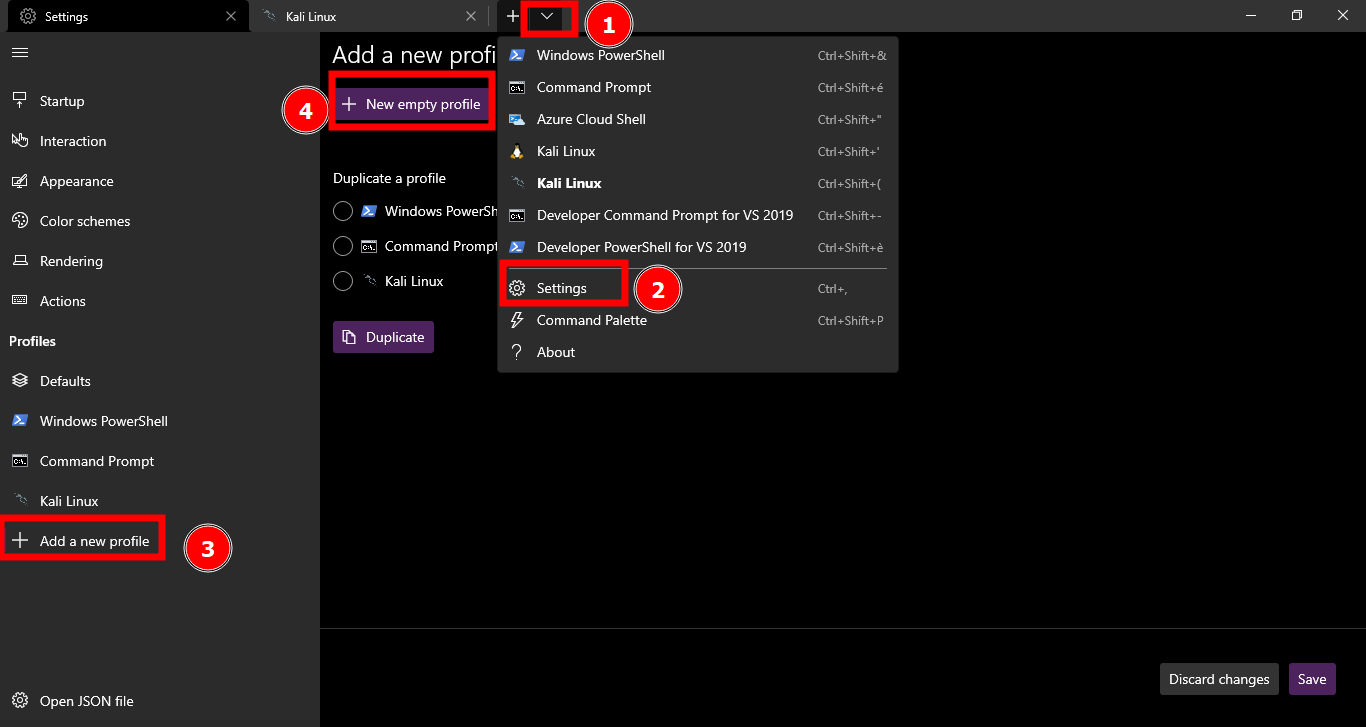 Settings
Kali Linux
1
Add a new profi
4
New empty profile
Duplicate a profile
Windows PowerSh
Command Prompt
Kali Linux
Duplicate
Windows PowerShell Ctrl+Shift+&
Command Prompt Ctrl+Shift+é
Azure Cloud Shell Ctrl+Shift+"
Kali Linux Ctrl+Shift+'
Kali Linux Ctrl+Shift+(
Developer Command Prompt for VS 2019 Ctrl+Shift+-
Developer PowerShell for VS 2019 Ctrl+Shift+è
Settings Ctrl+,
2
Command Palette Ctrl+Shift+P
About
Startup
Interaction
Appearance
Color schemes
Rendering
Actions
Profiles
Defaults
Windows PowerShell
Command Prompt
Kali Linux
Add a new profile
3
Open JSON file
Discard changes
Save